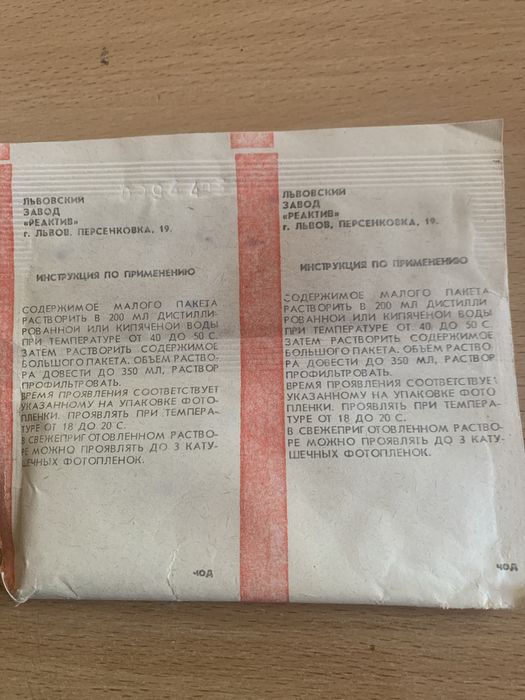 ЛЬВОВСКИЙ
ЗАВОД
«РЕАКТИВ»
г. ЛЬВОВ, ПЕРСЕНКОВКА, 19.
ИНСТРУКЦИЯ ПО ПРИМЕНЕНИЮ
СОДЕРЖИМОЕ МАЛОГО ПАКЕТА
РАСТВОРИТЬ В 200 МЛ ДИСТИЛЛИ-
РОВАННОЙ ИЛИ КИПЯЧЕНОЙ ВОДЫ
ПРИ ТЕМПЕРАТУРЕ ОТ 40 ДО 50 С.
ЗАТЕМ РАСТВОРИТЬ СОДЕРЖИМОЕ
БОЛЬШОГО ПАКЕТА. ОБЪЕМ РАСТВО-
РА ДОВЕСТИ ДО 350 МЛ, РАСТВОР
ПРОФИЛЬТРОВАТЬ.
ВРЕМЯ ПРОЯВЛЕНИЯ СООТВЕТСТВУЕТ
УКАЗАННОМУ НА УПАКОВКЕ ФОТО-
ПЛЕНКИ. ПРОЯВЛЯТЬ ПРИ ТЕМПЕРА-
ТУРЕ ОТ 18 ДО 20 С.
В СВЕЖЕПРИГОТОВЛЕННОМ РАСТВО-
РЕ МОЖНО ПРОЯВЛЯТЬ ДО 3 КАТУ-
ШЕЧНЫХ ФОТОПЛЕНОК.
ЧОД
ЛЬВОВСКИЙ
ЗАВОД
«РЕАКТИВ»
г. ЛЬВОВ, ПЕРСЕНКОВКА, 19.
ИНСТРУКЦИЯ ПО ПРИМЕНЕНИЮ
СОДЕРЖИМОЕ МАЛОГО ПАКЕТА
РАСТВОРИТЬ В 200 МЛ ДИСТИЛЛИ
РОВАННОЙ ИЛИ КИПЯЧЕНОЙ ВОДЫ
ПРИ ТЕМПЕРАТУРЕ ОТ 40 ДО 50 С.
ЗАТЕМ РАСТВОРИТЬ СОДЕРЖИМОЕ
БОЛЬШОГО ПАКЕТА. ОБЪЕМ РАСТВО-
РА ДОВЕСТИ ДО 350 МЛ, РАСТВОР
ПРОФИЛЬТРОВАТЬ.
ВРЕМЯ ПРОЯВЛЕНИЯ СООТВЕТСТВУЕТ
УКАЗАННОМУ НА УПАКОВКЕ ФОТО
ПЛЕНКИ. ПРОЯВЛЯТЬ ПРИ ТЕМПЕРА-
ТУРЕ ОТ 18 ДО 20 С.
В СВЕЖЕПРИГОТОВЛЕННОМ РАСТВО-
РЕ МОЖНО ПРОЯВЛЯТЬ ДО 3 КАТУ-
ШЕЧНЫХ ФОТОПЛЕНОК.
ЧОД